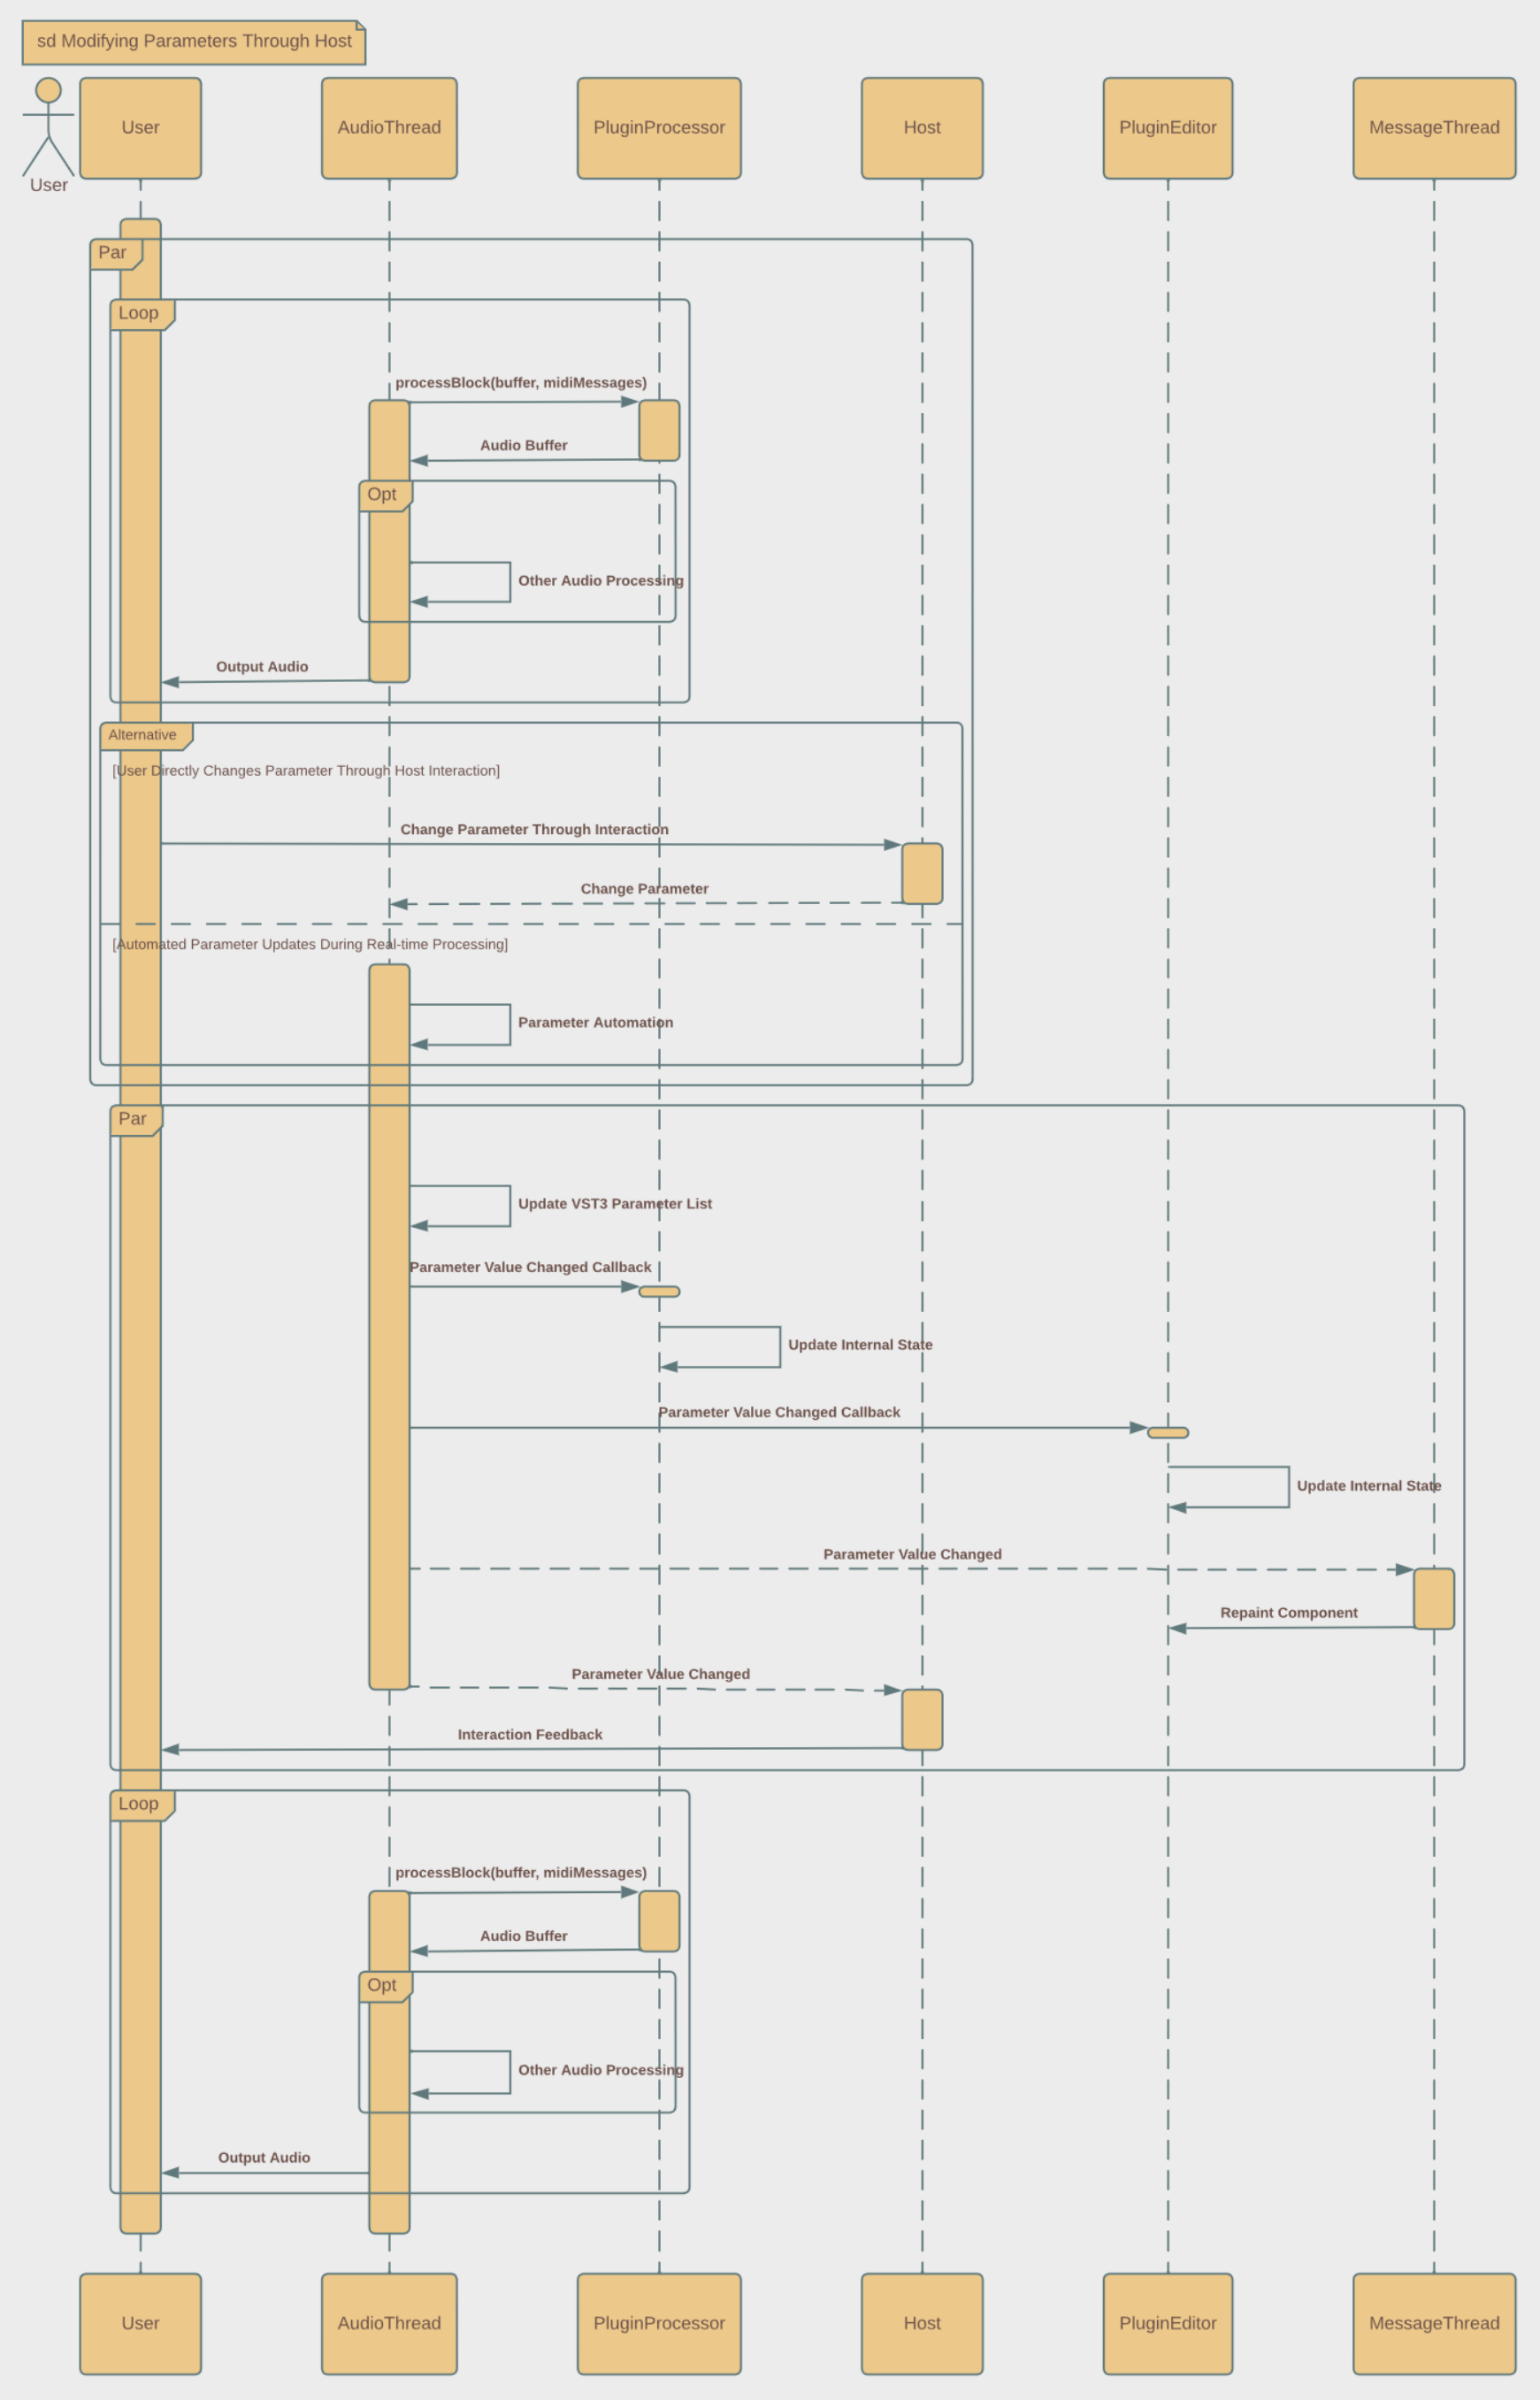 sd Modifying Parameters Through Host
User
User
AudioThread
PluginProcessor
Host
PluginEditor
MessageThread
Par
Loop
processBlock(buffer, midiMessages)
Audio Buffer
Opt
Other Audio Processing
Output Audio
Alternative
[User Directly Changes Parameter Through Host Interaction]
Change Parameter Through Interaction
Change Parameter
[Automated Parameter Updates During Real-time Processing]
Parameter Automation
Par
Update VST3 Parameter List
Parameter Value Changed Callback
Update Internal State
Parameter Value Changed Callback
Update Internal State
Parameter Value Changed
Repaint Component
Parameter Value Changed
Interaction Feedback
Loop
processBlock(buffer, midiMessages)
Audio Buffer
Opt
Other Audio Processing
Output Audio
User
AudioThread
PluginProcessor
Host
PluginEditor
MessageThread